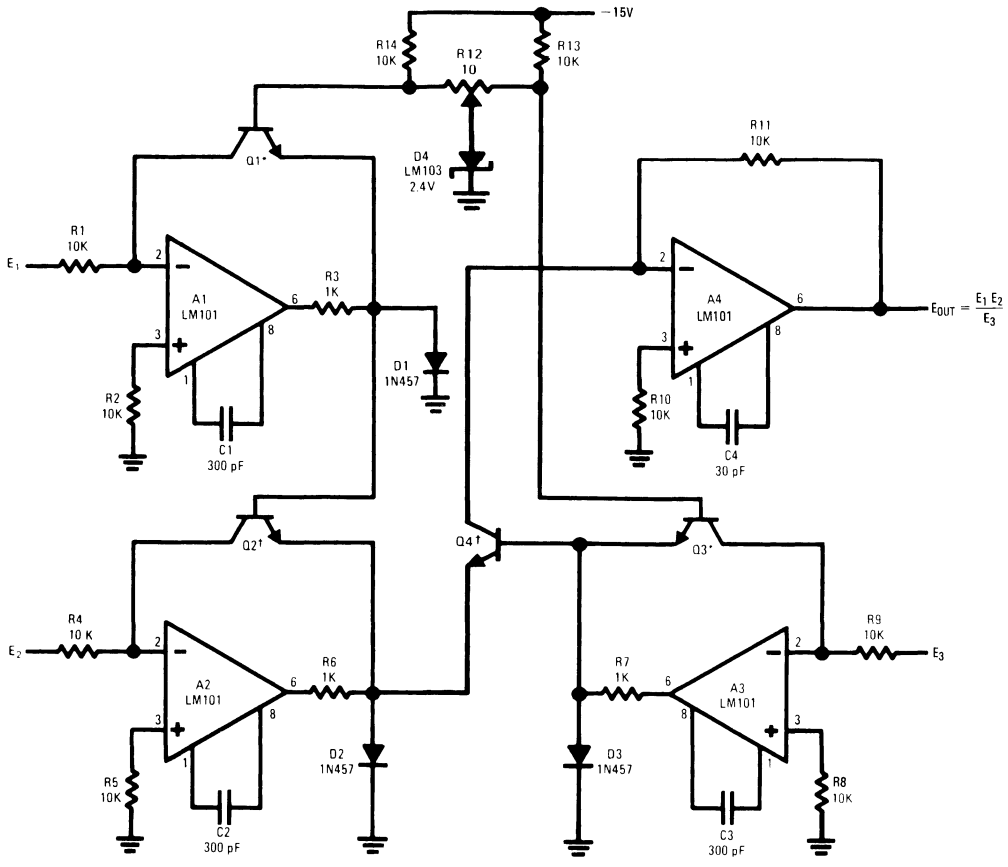 −15V
R14
10K
R12
10
R13
10K
Q1*
D4
LM103
2.4V
R11
10K
R1
10K
E1
2
−
A1
LM101
3
+
6
8
1
R3
1K
R2
10K
C1
300 pF
D1
1N457
2
−
A4
LM101
3
+
6
8
1
EOUT = E1 E2
E3
R10
10K
C4
30 pF
Q2†
Q4†
Q3*
R4
10 K
E2
2
−
A2
LM101
3
+
6
8
1
R6
1K
R5
10K
C2
300 pF
D2
1N457
R7
1K
6
A3
LM101
2
−
3
+
8
1
R9
10K
E3
D3
1N457
R8
10K
C3
300 pF